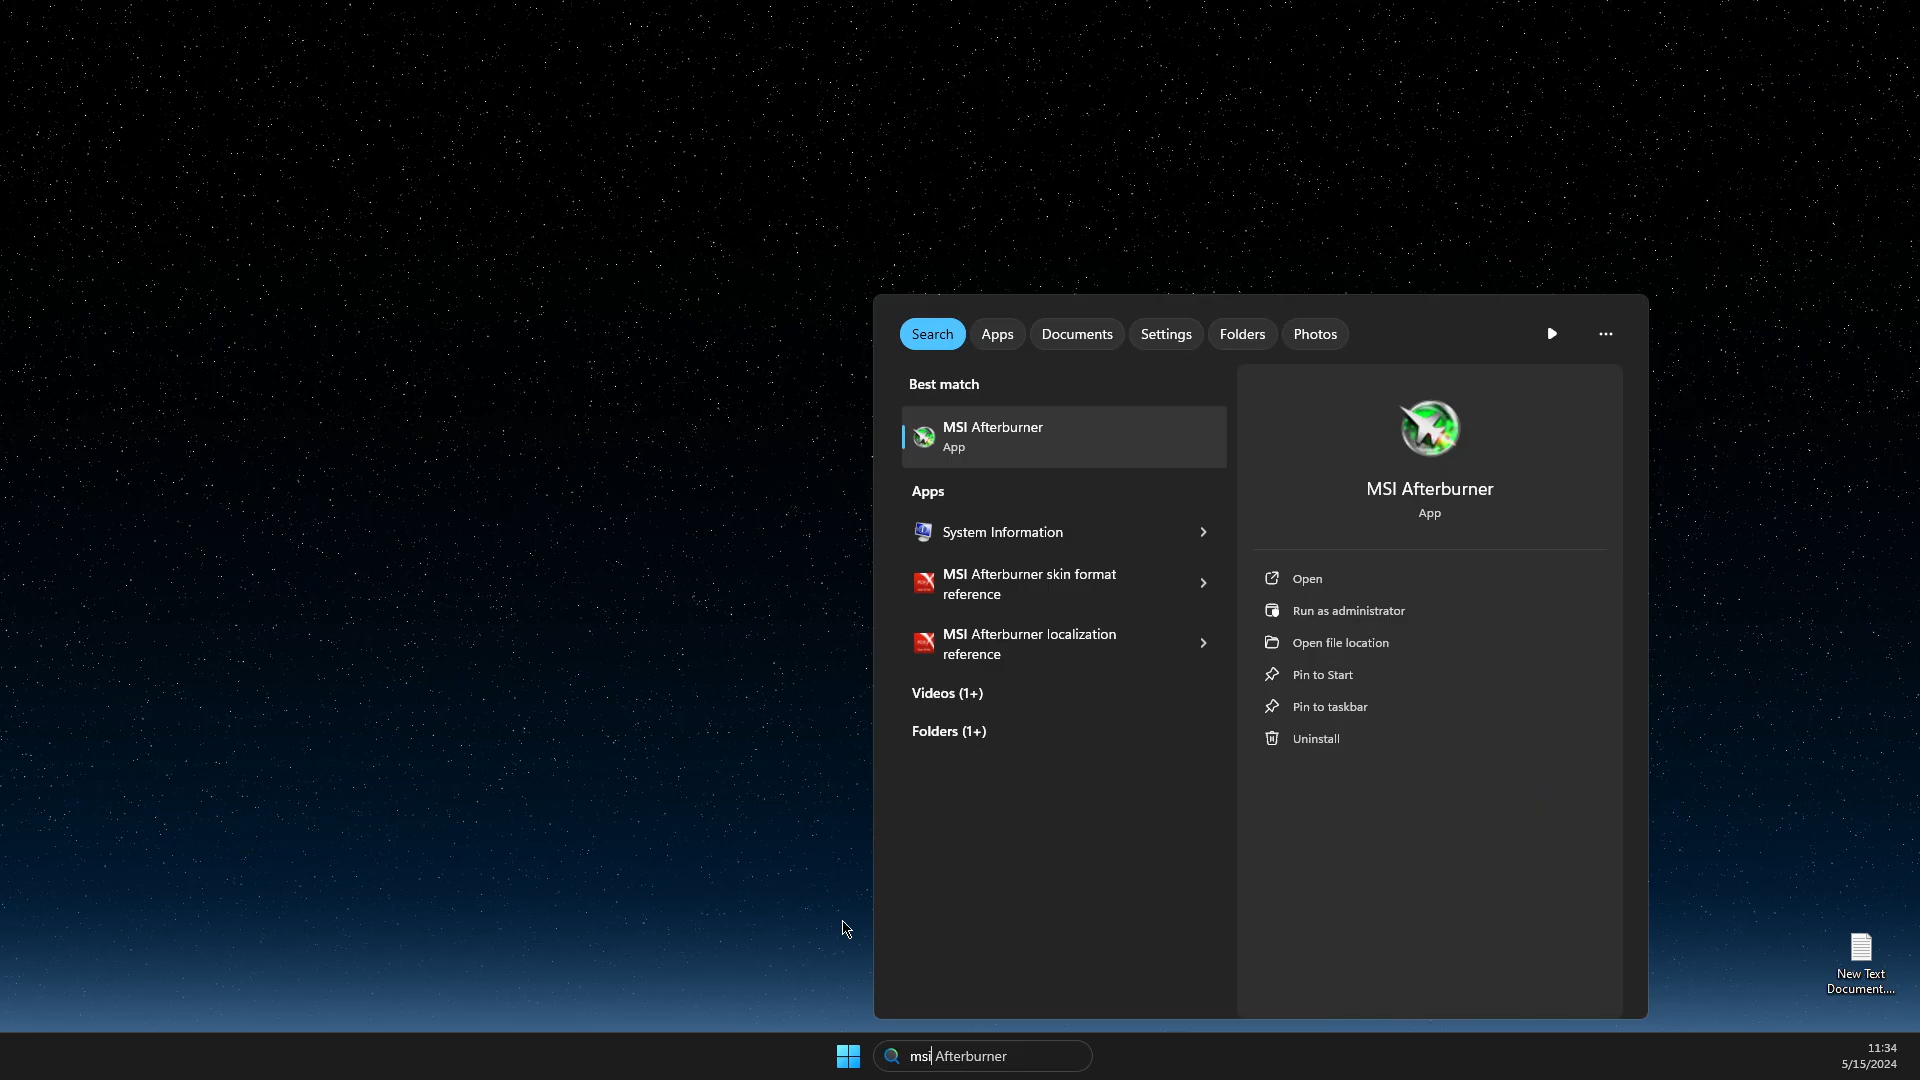 Search Apps Documents Settings Folders Photos
Best match
MSI Afterburner
App
Apps
System Information
MSI Afterburner skin format
reference
MSI Afterburner localization
reference
Videos (1+)
Folders (1+)
MSI Afterburner
App
Open
Run as administrator
Open file location
Pin to Start
Pin to taskbar
Uninstall
New Text
Document....
msi Afterburner
11:34
5/15/2024